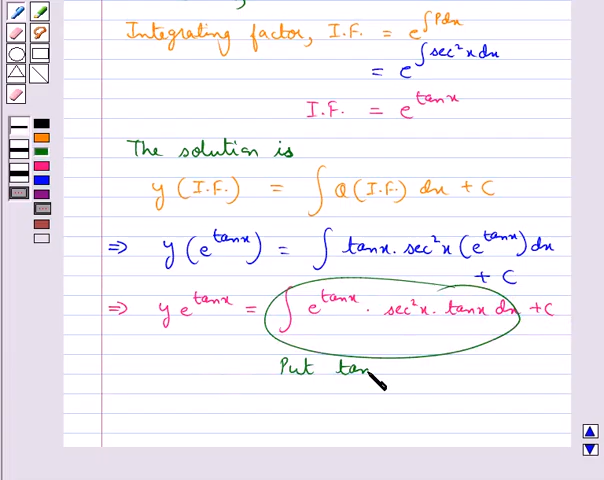 Integrating factor, I.F. = e^∫Pdx
= e^∫sec²x dx
I.F. = e^tanx
The solution is
y (I.F.) = ∫ Q (I.F.) dx + C
⇒ y (e^tanx) = ∫ tanx . sec²x (e^tanx) dx
+ C
⇒ y e^tanx = ∫ e^tanx . sec²x . tanx dx + C
Put tan